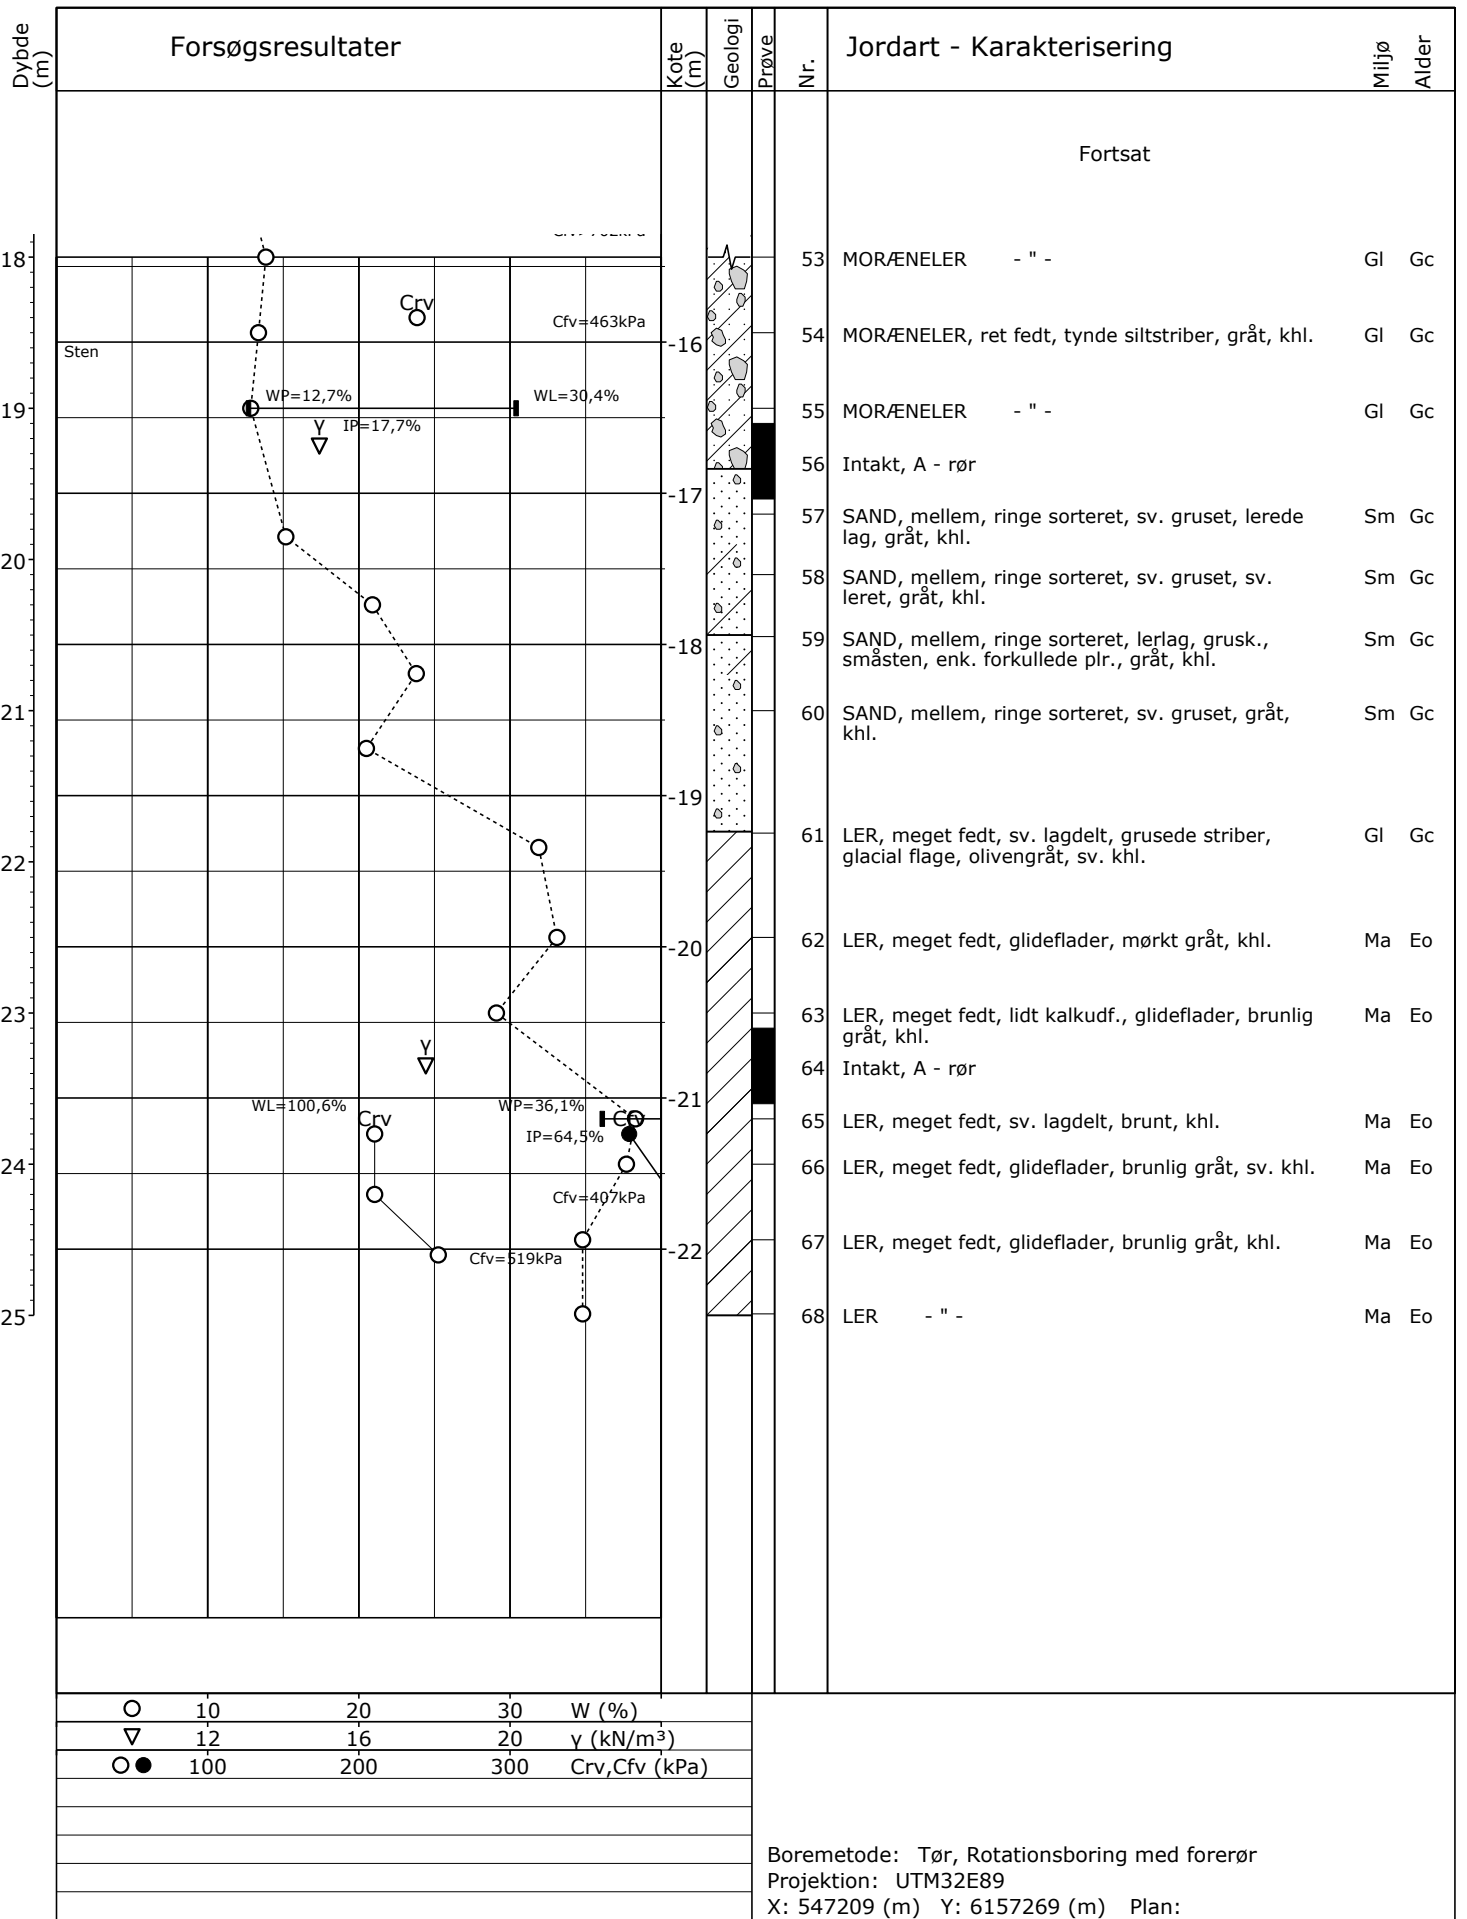 Dybde (m)
Forsøgsresultater
Kote (m)
Geologi
Prøve
Nr.
Jordart - Karakterisering
Miljø
Alder
Fortsat
18
53 MORÆNELER - " - Gl Gc
Crv
Cfv=463kPa
54 MORÆNELER, ret fedt, tynde siltstriber, gråt, khl. Gl Gc
-16
Sten
WP=12,7%
WL=30,4%
19
55 MORÆNELER - " - Gl Gc
γ IP=17,7%
56 Intakt, A - rør
-17
57 SAND, mellem, ringe sorteret, sv. gruset, lerede Sm Gc
lag, gråt, khl.
20
58 SAND, mellem, ringe sorteret, sv. gruset, sv. Sm Gc
leret, gråt, khl.
-18
59 SAND, mellem, ringe sorteret, lerlag, grusk., Sm Gc
småsten, enk. forkullede plr., gråt, khl.
21
60 SAND, mellem, ringe sorteret, sv. gruset, gråt, Sm Gc
khl.
-19
61 LER, meget fedt, sv. lagdelt, grusede striber, Gl Gc
glacial flage, olivengråt, sv. khl.
22
-20
62 LER, meget fedt, glideflader, mørkt gråt, khl. Ma Eo
23
63 LER, meget fedt, lidt kalkudf., glideflader, brunlig Ma Eo
gråt, khl.
γ
64 Intakt, A - rør
-21
WL=100,6%
WP=36,1%
Crv
Crv
65 LER, meget fedt, sv. lagdelt, brunt, khl. Ma Eo
IP=64,5%
24
66 LER, meget fedt, glideflader, brunlig gråt, sv. khl. Ma Eo
Cfv=407kPa
67 LER, meget fedt, glideflader, brunlig gråt, khl. Ma Eo
-22
Cfv=519kPa
25
68 LER - " - Ma Eo
10 20 30 W (%)
12 16 20 γ (kN/m³)
100 200 300 Crv,Cfv (kPa)
Boremetode: Tør, Rotationsboring med forerør
Projektion: UTM32E89
X: 547209 (m) Y: 6157269 (m) Plan: